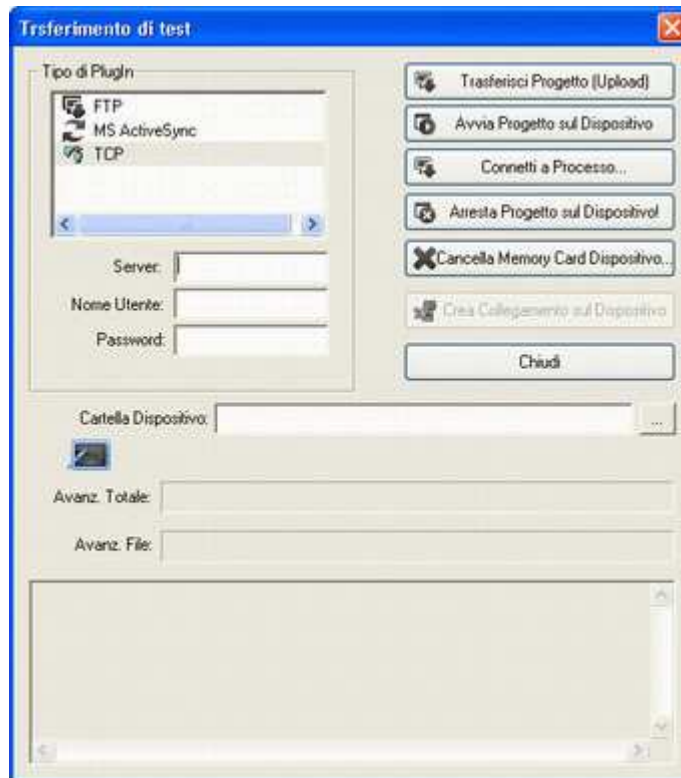 Trsferimento di test
Tipo di PlugIn
FTP
MS ActiveSync
TCP
Server:
Nome Utente:
Password:
Trasferisci Progetto (Upload)
Avvia Progetto sul Dispositivo
Connetti a Processo...
Arresta Progetto sul Dispositivo!
Cancella Memory Card Dispositivo...
Crea Collegamento sul Dispositivo
Chiudi
Cartella Dispositivo:
...
Avanz. Totale:
Avanz. File: